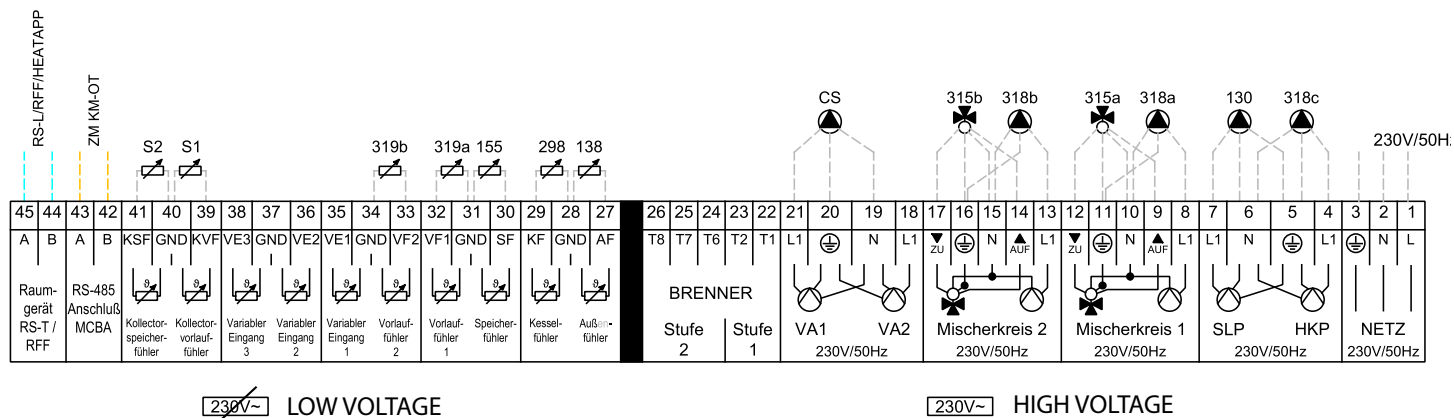 RS-L/RFF/HEATAPP
ZM KM-OT
S2 S1 319b 319a 155 298 138 CS 315b 318b 315a 318a 130 318c
230V/50Hz
45 44 43 42 41 40 39 38 37 36 35 34 33 32 31 30 29 28 27 26 25 24 23 22 21 20 19 18 17 16 15 14 13 12 11 10 9 8 7 6 5 4 3 2 1
A B A B KSF GND KVF VE3 GND VE2 VE1 GND VF2 VF1 GND SF KF GND AF T8 T7 T6 T2 T1 L1 N L1 ZU N AUF L1 ZU N AUF L1 L1 N L1 N L
ϑ ϑ ϑ ϑ ϑ ϑ ϑ ϑ ϑ ϑ
Raum-
gerät
RS-T /
RFF
RS-485
Anschluß
MCBA
Kollector-
speicher-
fühler
Kollector-
vorlauf-
fühler
Variabler
Eingang
3
Variabler
Eingang
2
Variabler
Eingang
1
Vorlauf-
fühler
2
Vorlauf-
fühler
1
Speicher-
fühler
Kessel-
fühler
Außen-
fühler
BRENNER
Stufe
2
Stufe
1
VA1 VA2
230V/50Hz
Mischerkreis 2
230V/50Hz
Mischerkreis 1
230V/50Hz
SLP HKP
230V/50Hz
NETZ
230V/50Hz
230V~ LOW VOLTAGE
230V~ HIGH VOLTAGE